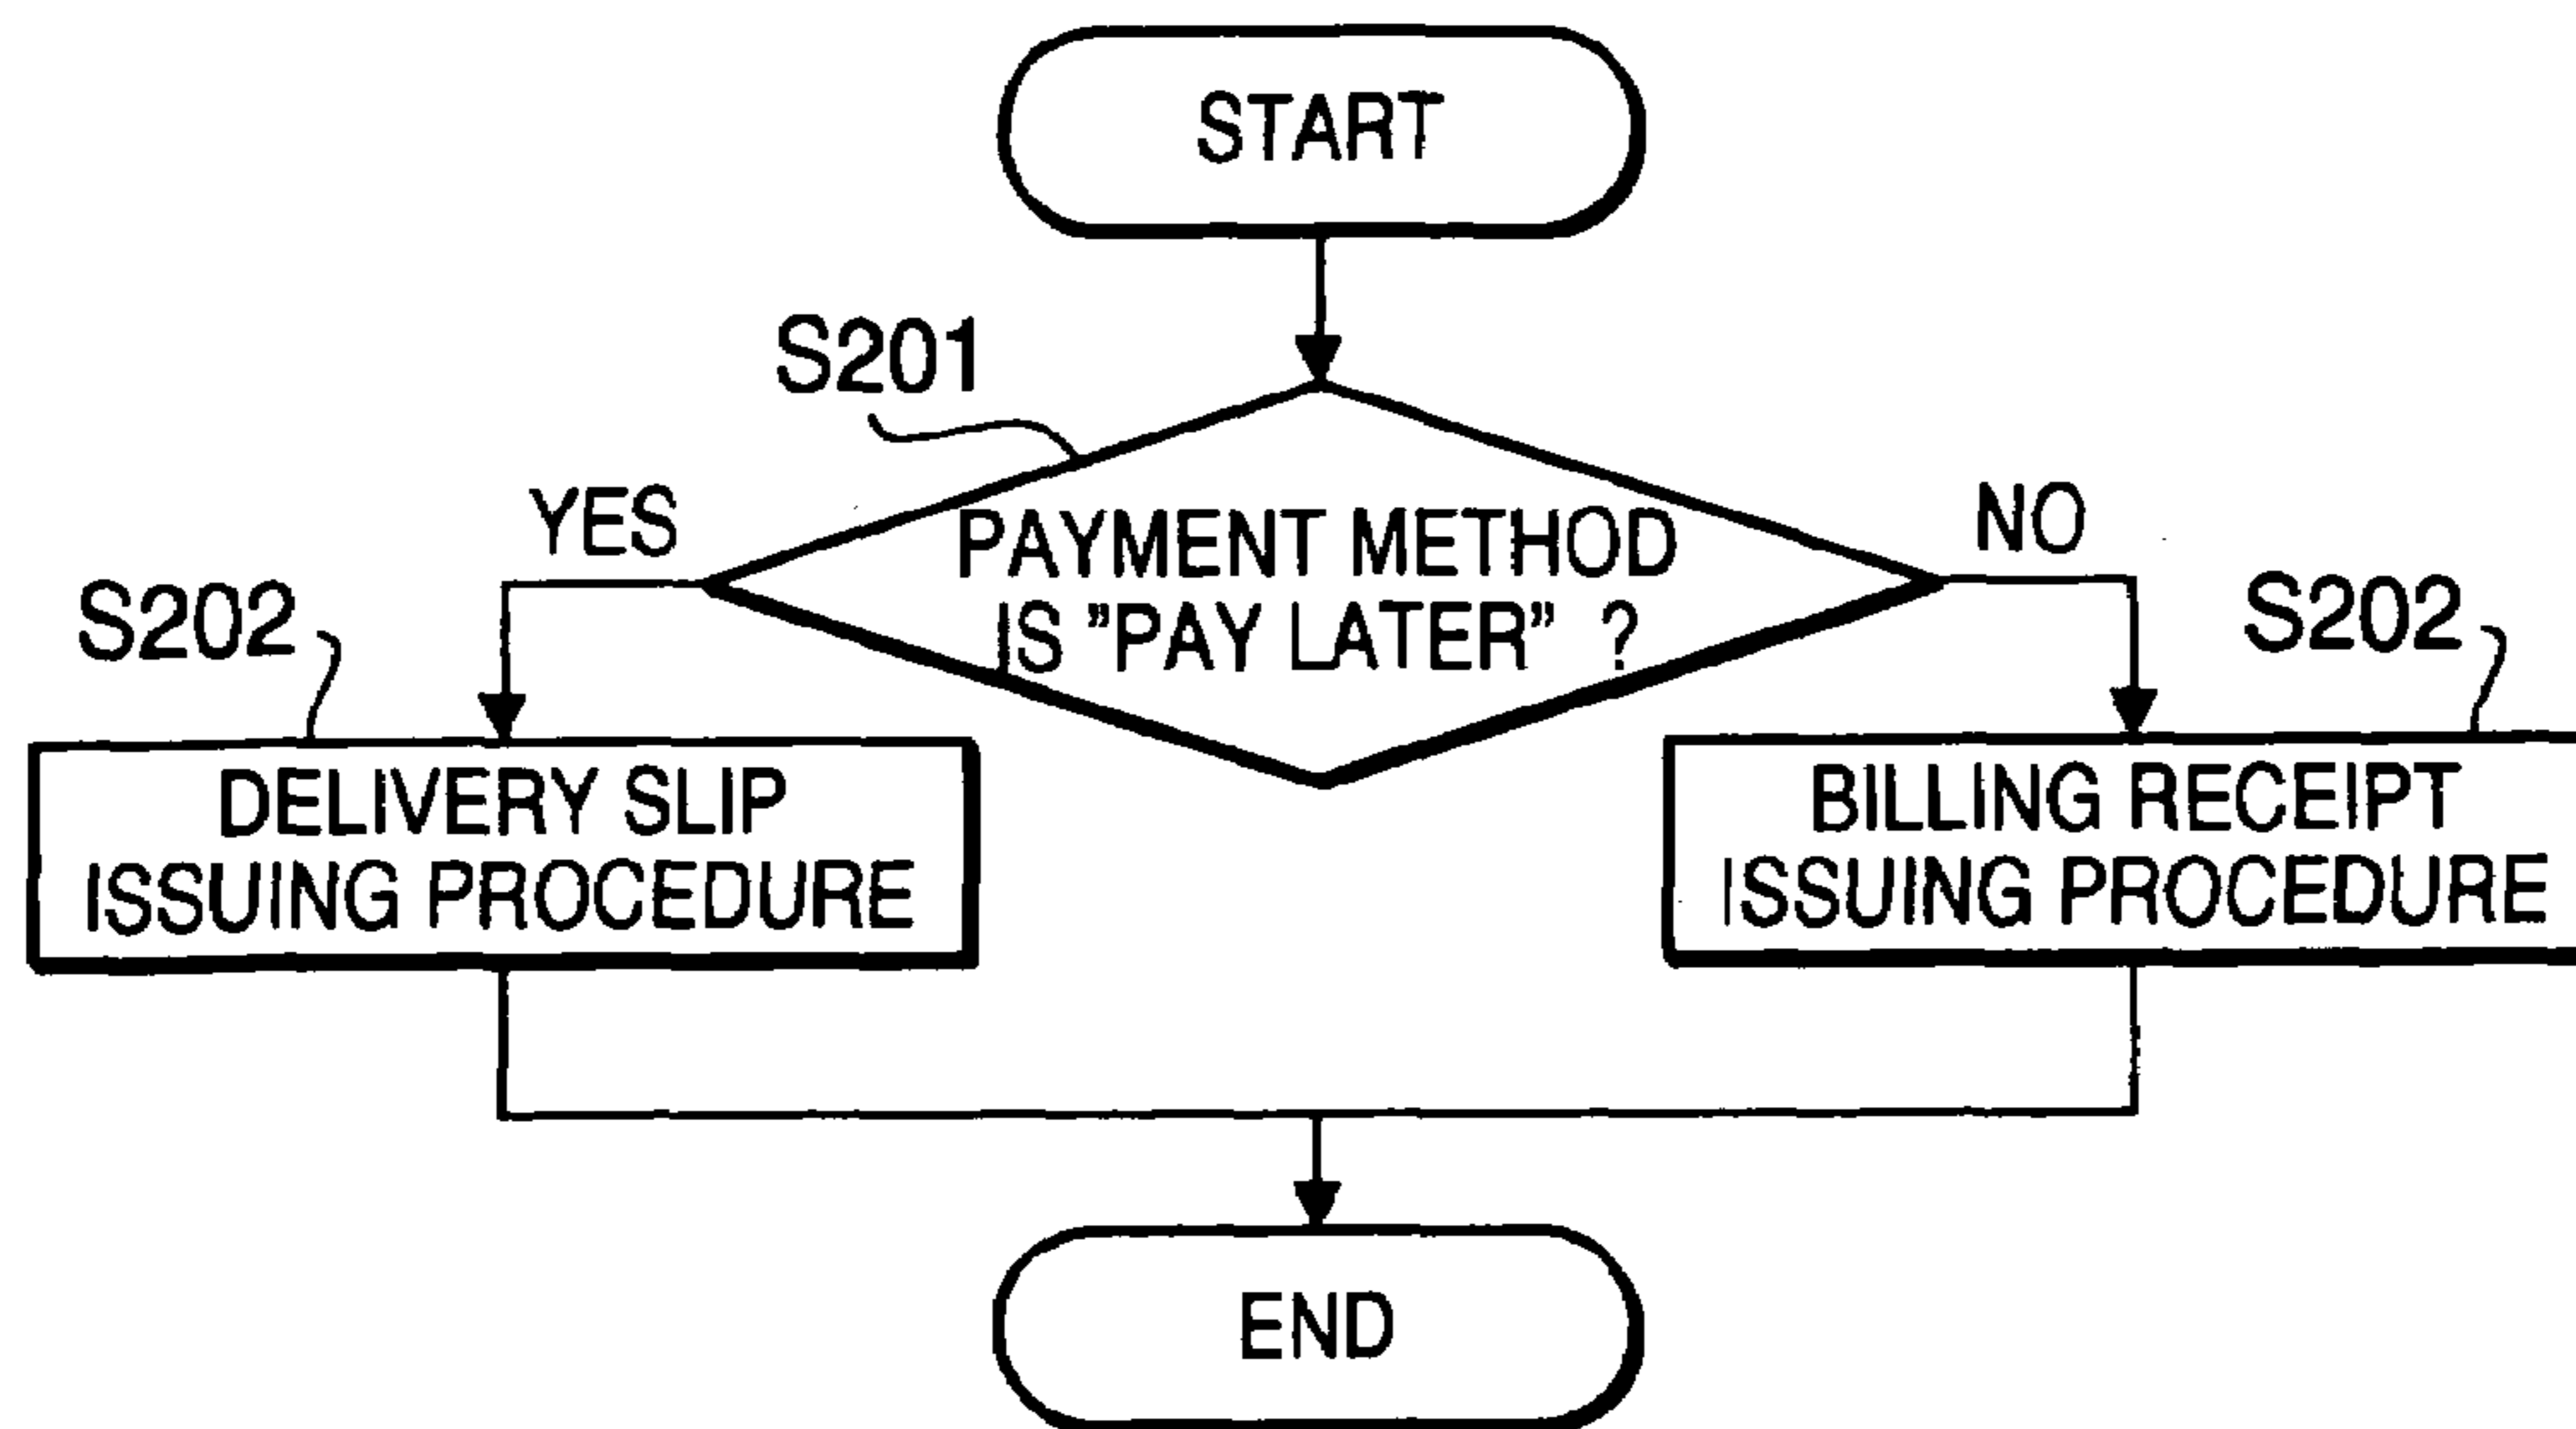 START
S201
YES
PAYMENT METHOD
IS ”PAY LATER” ?
NO
S202
DELIVERY SLIP
ISSUING PROCEDURE
S202
BILLING RECEIPT
ISSUING PROCEDURE
END